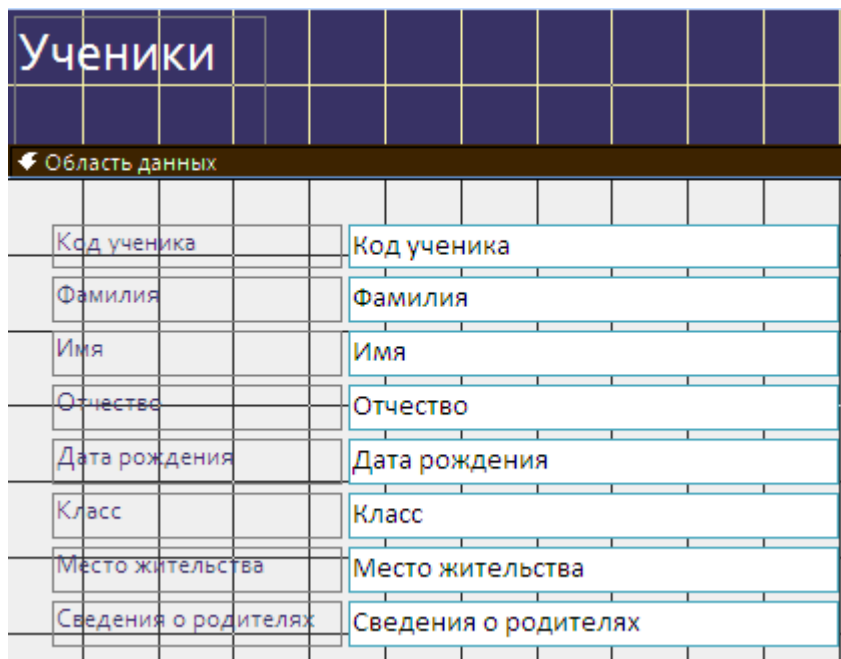 Ученики
Область данных
Код ученика Код ученика
Фамилия Фамилия
Имя Имя
Отчество Отчество
Дата рождения Дата рождения
Класс Класс
Место жительства Место жительства
Сведения о родителях Сведения о родителях